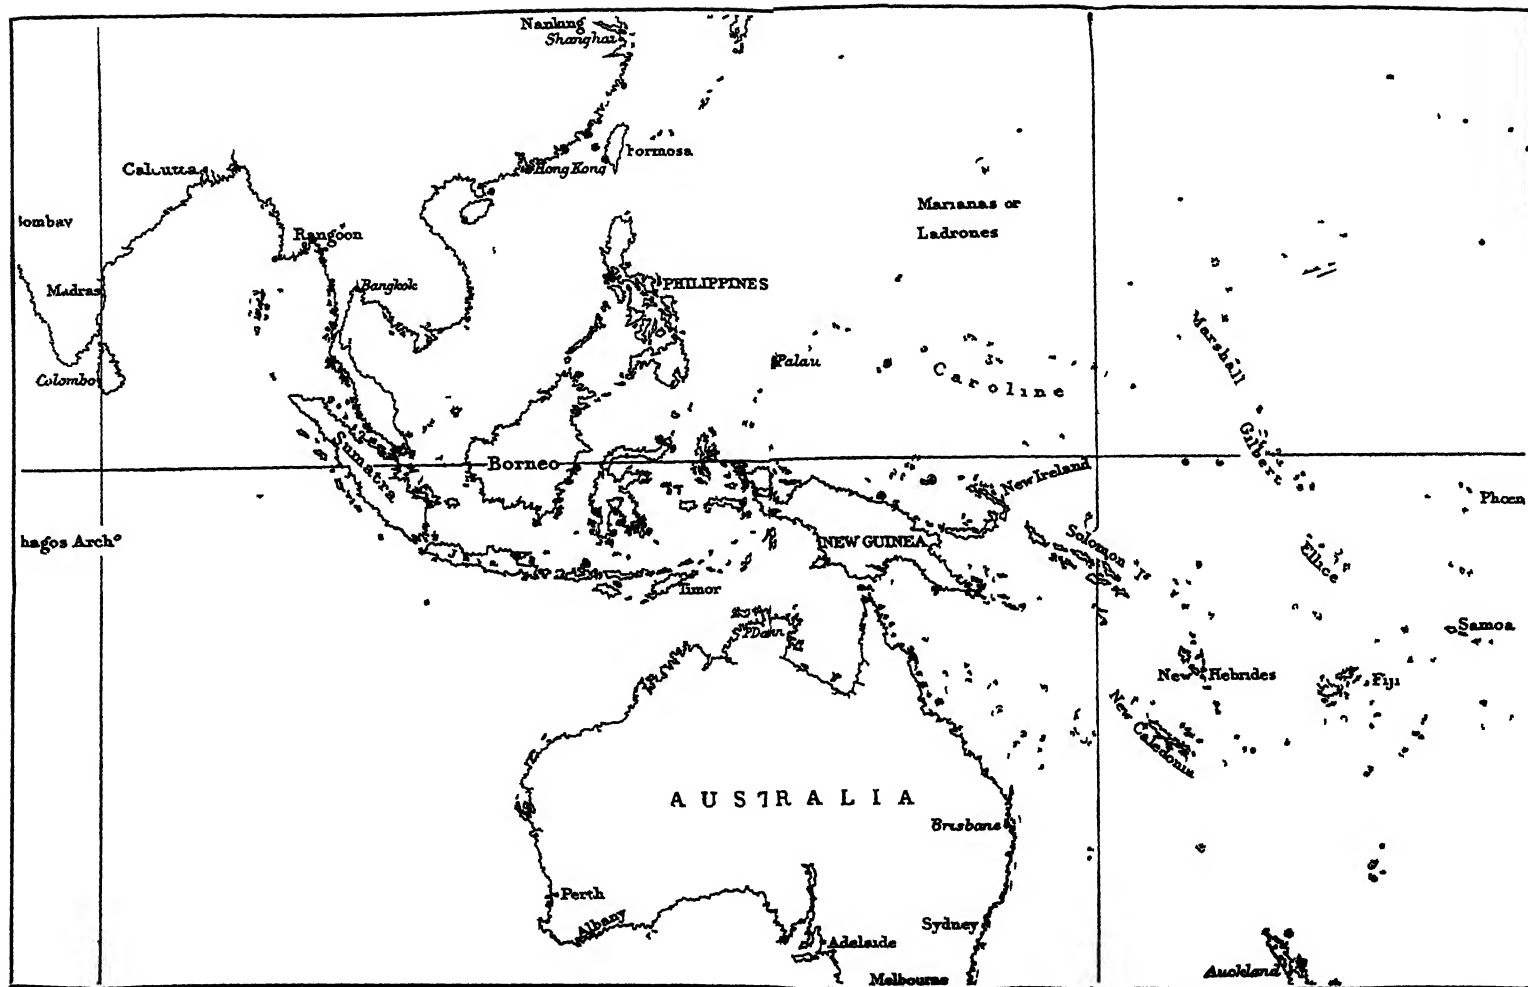 Nanking
Shanghai
Calcutta
Formosa
Hong Kong
Marianas or
Ladrones
Bombay
Rangoon
Madras
Bangkok
PHILIPPINES
Colombo
Palau
Caroline
Marshall
Gilbert
Sumatra
Borneo
New Ireland
Phoen
hagos Arch°
NEW GUINEA
Solomon Is
Ellice
Timor
Samoa
New Hebrides
Fiji
New
Caledonia
AUSTRALIA
Brisbane
Perth
Albany
Sydney
Adelaide
Auckland
Melbourne